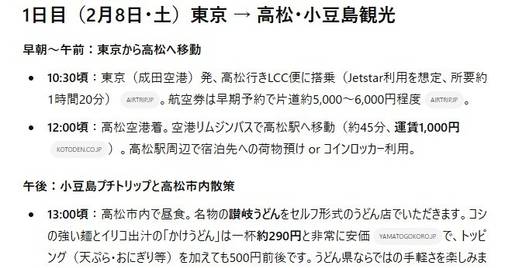 1日目（2月8日・土）東京 → 高松・小豆島観光
早朝～午前：東京から高松へ移動
• 10:30頃：東京（成田空港）発、高松行きLCC便に搭乗（Jetstar利用を想定、所要約
1時間20分） AIRTRIP.JP 。航空券は早期予約で片道約5,000～6,000円程度 AIRTRIP.JP 。
• 12:00頃：高松空港着。空港リムジンバスで高松駅へ移動（約45分、運賃1,000円
KOTODEN.CO.JP ）。高松駅周辺で宿泊先への荷物預け or コインロッカー利用。
午後：小豆島プチトリップと高松市内散策
• 13:00頃：高松市内で昼食。名物の讃岐うどんをセルフ形式のうどん店でいただきます。コシ
の強い麺とイリコ出汁の「かけうどん」は一杯約290円と非常に安価 YAMATOGOKORO.JP で、トッピ
ング（天ぷら・おにぎり等）を加えても500円前後です。うどん県ならではの手軽さを楽しみま